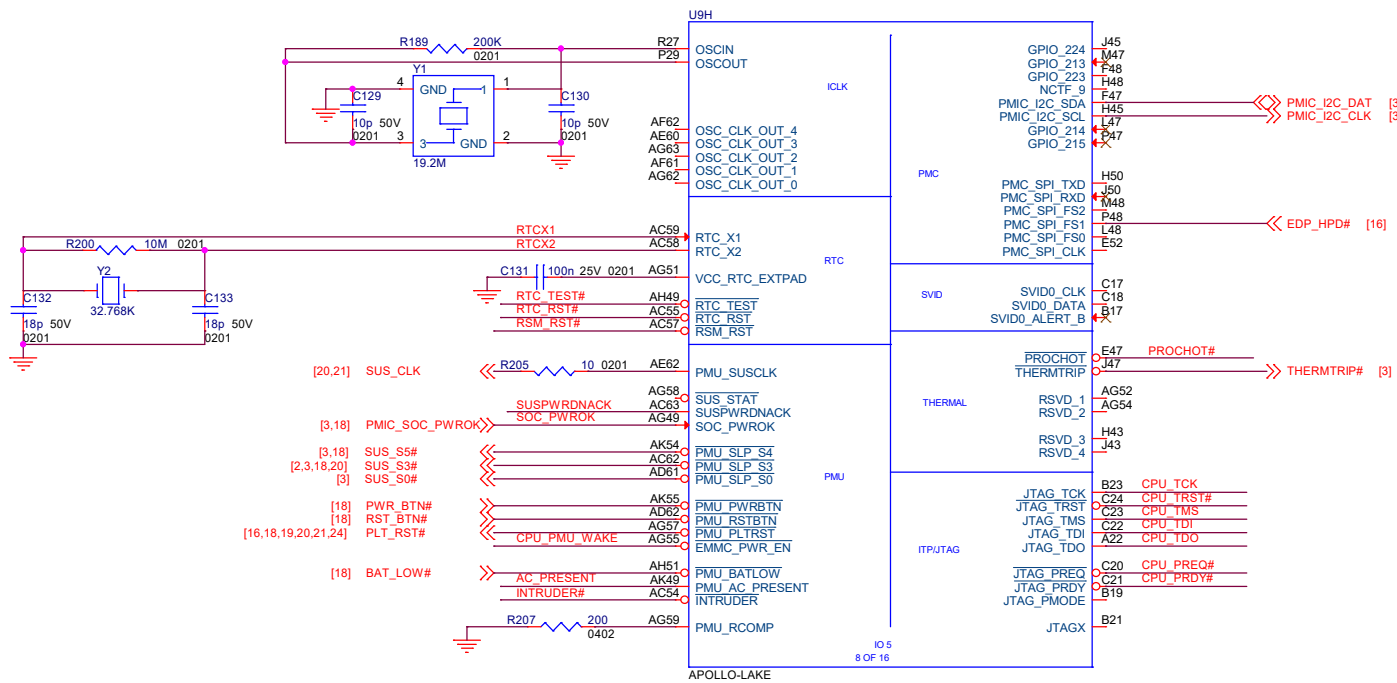 U9H
R189 200K
0201
R27 OSCIN
P29 OSCOUT
Y1
4 GND 1 1
C129
10p 50V
0201
C130
10p 50V
0201
3 3 GND 2
19.2M
ICLK
AF62 OSC_CLK_OUT_4
AE60 OSC_CLK_OUT_3
AG63 OSC_CLK_OUT_2
AF61 OSC_CLK_OUT_1
AG62 OSC_CLK_OUT_0
RTCX1 AC59 RTC_X1
RTCX2 AC58 RTC_X2
R200 10M 0201
Y2
32.768K
C132
18p 50V
0201
C133
18p 50V
0201
RTC
C131 100n 25V 0201 AG51 VCC_RTC_EXTPAD
RTC_TEST# AH49 RTC_TEST
RTC_RST# AC55 RTC_RST
RSM_RST# AC57 RSM_RST
[20,21] SUS_CLK R205 10 0201 AE62 PMU_SUSCLK
AG58 SUS_STAT
SUSPWRDNACK AC63 SUSPWRDNACK
[3,18] PMIC_SOC_PWROK AG49 SOC_PWROK
[3,18] SUS_S5# AK54 PMU_SLP_S4
[2,3,18,20] SUS_S3# AC62 PMU_SLP_S3
[3] SUS_S0# AD61 PMU_SLP_S0
PMU
[18] PWR_BTN# AK55 PMU_PWRBTN
[18] RST_BTN# AD62 PMU_RSTBTN
[16,18,19,20,21,24] PLT_RST# AG57 PMU_PLTRST
CPU_PMU_WAKE AG55 EMMC_PWR_EN
[18] BAT_LOW# AH51 PMU_BATLOW
AC_PRESENT AK49 PMU_AC_PRESENT
INTRUDER# AC54 INTRUDER
R207 200 AG59 PMU_RCOMP
0402
GPIO_224 J45
GPIO_213 M47
GPIO_223 F48
NCTF_9 H48
PMIC_I2C_SDA F47 PMIC_I2C_DAT [3
PMIC_I2C_SCL H45 PMIC_I2C_CLK [3
GPIO_214 L47
GPIO_215 P47
PMC
PMC_SPI_TXD H50
PMC_SPI_RXD J50
PMC_SPI_FS2 M48
PMC_SPI_FS1 P48 EDP_HPD# [16]
PMC_SPI_FS0 L48
PMC_SPI_CLK E52
SVID
SVID0_CLK C17
SVID0_DATA C18
SVID0_ALERT_B B17
PROCHOT E47 PROCHOT#
THERMTRIP J47 THERMTRIP# [3]
THERMAL
RSVD_1 AG52
RSVD_2 AG54
RSVD_3 H43
RSVD_4 J43
JTAG_TCK B23 CPU_TCK
JTAG_TRST C24 CPU_TRST#
JTAG_TMS C23 CPU_TMS
JTAG_TDI C22 CPU_TDI
JTAG_TDO A22 CPU_TDO
ITP/JTAG
JTAG_PREQ C20 CPU_PREQ#
JTAG_PRDY C21 CPU_PRDY#
JTAG_PMODE B19
JTAGX B21
IO 5
8 OF 16
APOLLO-LAKE